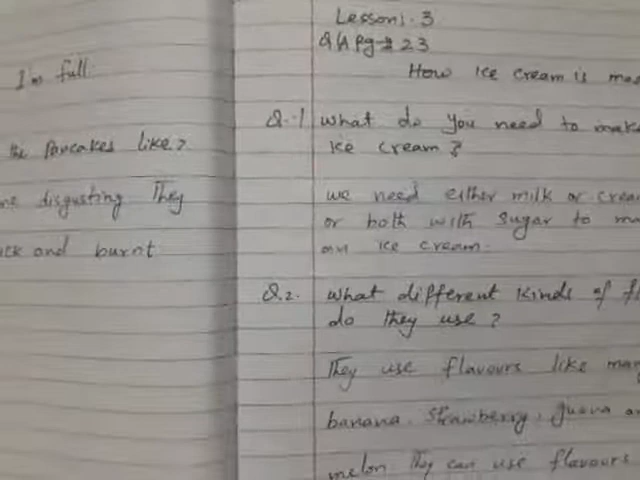 I'm full
the Pancakes like?
disgusting They
and burnt
Lesson: 3
Q/A Pg 23
How ice cream is
Q.1 What do you need to make
ice cream?
we need either milk or
or both with sugar to
an ice cream.
Q.2. What different kinds of
do they use?
They use flavours like
banana, strawberry, guava
melon They can use flavours